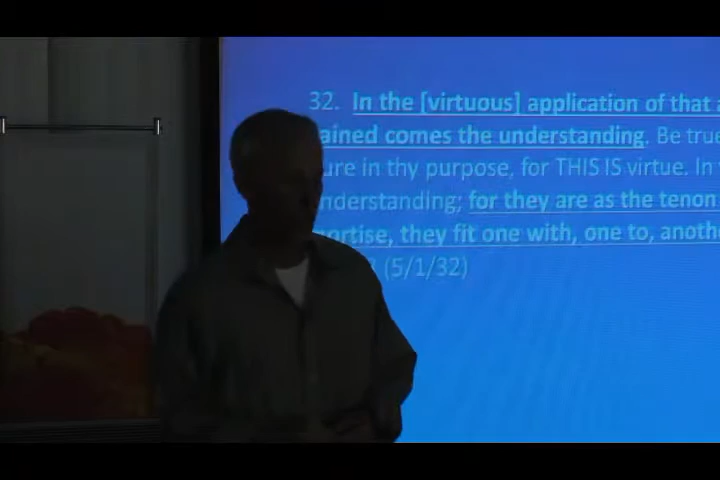 32. In the [virtuous] application of that a
ained comes the understanding. Be true
ure in thy purpose, for THIS IS virtue. In
nderstanding; for they are as the tenon
ortise, they fit one with, one to, anothe
(5/1/32)